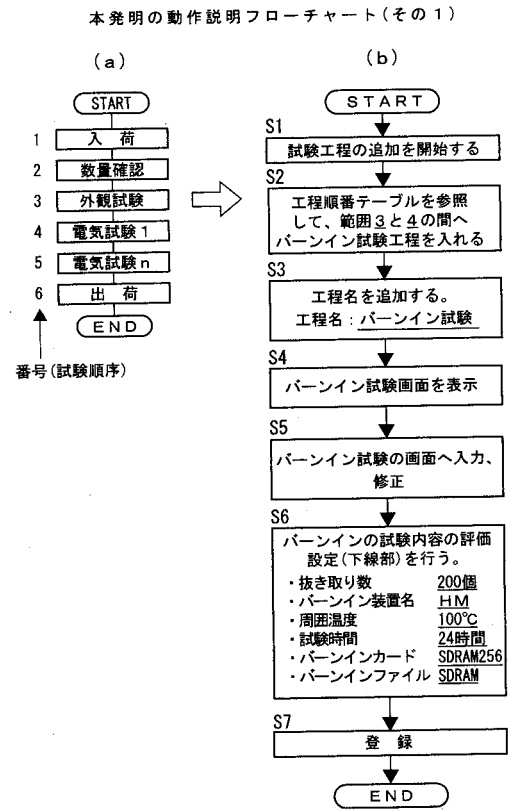 本発明の動作説明フローチャート(その1)
(a)
START
1 入荷
2 数量確認
3 外観試験
4 電気試験1
5 電気試験n
6 出荷
END
番号(試験順序)
(b)
START
S1
試験工程の追加を開始する
S2
工程順番テーブルを参照
して、範囲3と4の間へ
バーンイン試験工程を入れる
S3
工程名を追加する。
工程名：バーンイン試験
S4
バーンイン試験画面を表示
S5
バーンイン試験の画面へ入力、
修正
S6
バーンインの試験内容の評価
設定(下線部)を行う。
・抜き取り数 200個
・バーンイン装置名 HM
・周囲温度 100℃
・試験時間 24時間
・バーンインカード SDRAM256
・バーンインファイル SDRAM
S7
登録
END